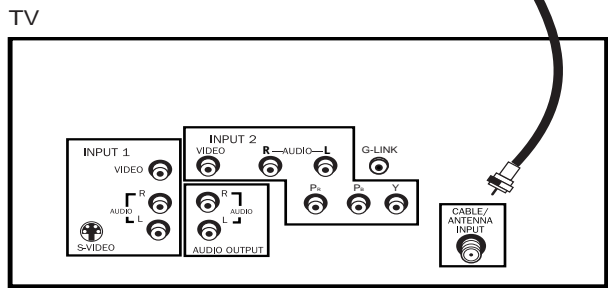 TV
INPUT 1
VIDEO
R
AUDIO
L
S-VIDEO
INPUT 2
VIDEO
R—AUDIO—L
G-LINK
PR
PB
Y
R
AUDIO
L
AUDIO OUTPUT
CABLE/
ANTENNA
INPUT